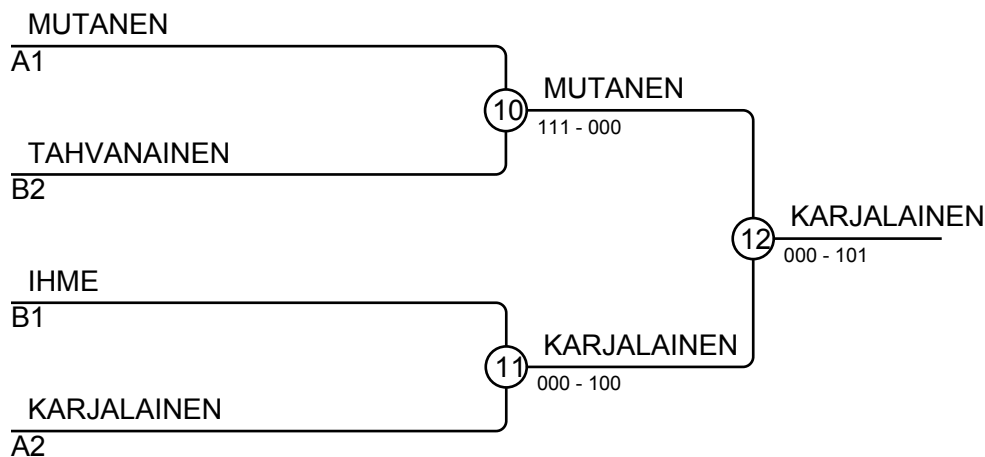 MUTANEN
A1
10
MUTANEN
111 - 000
TAHVANAINEN
B2
12
KARJALAINEN
000 - 101
IHME
B1
11
KARJALAINEN
000 - 100
KARJALAINEN
A2